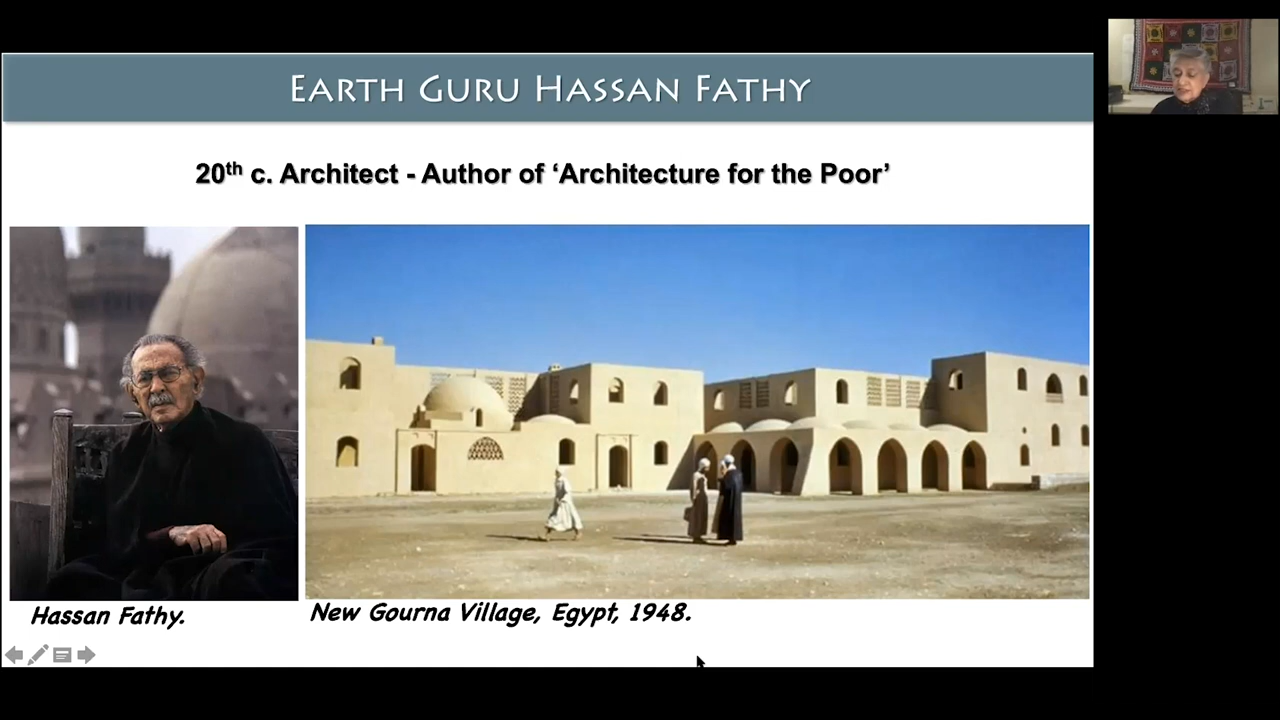 EARTH GURU HASSAN FATHY
20th c. Architect - Author of ‘Architecture for the Poor’
Hassan Fathy.
New Gourna Village, Egypt, 1948.